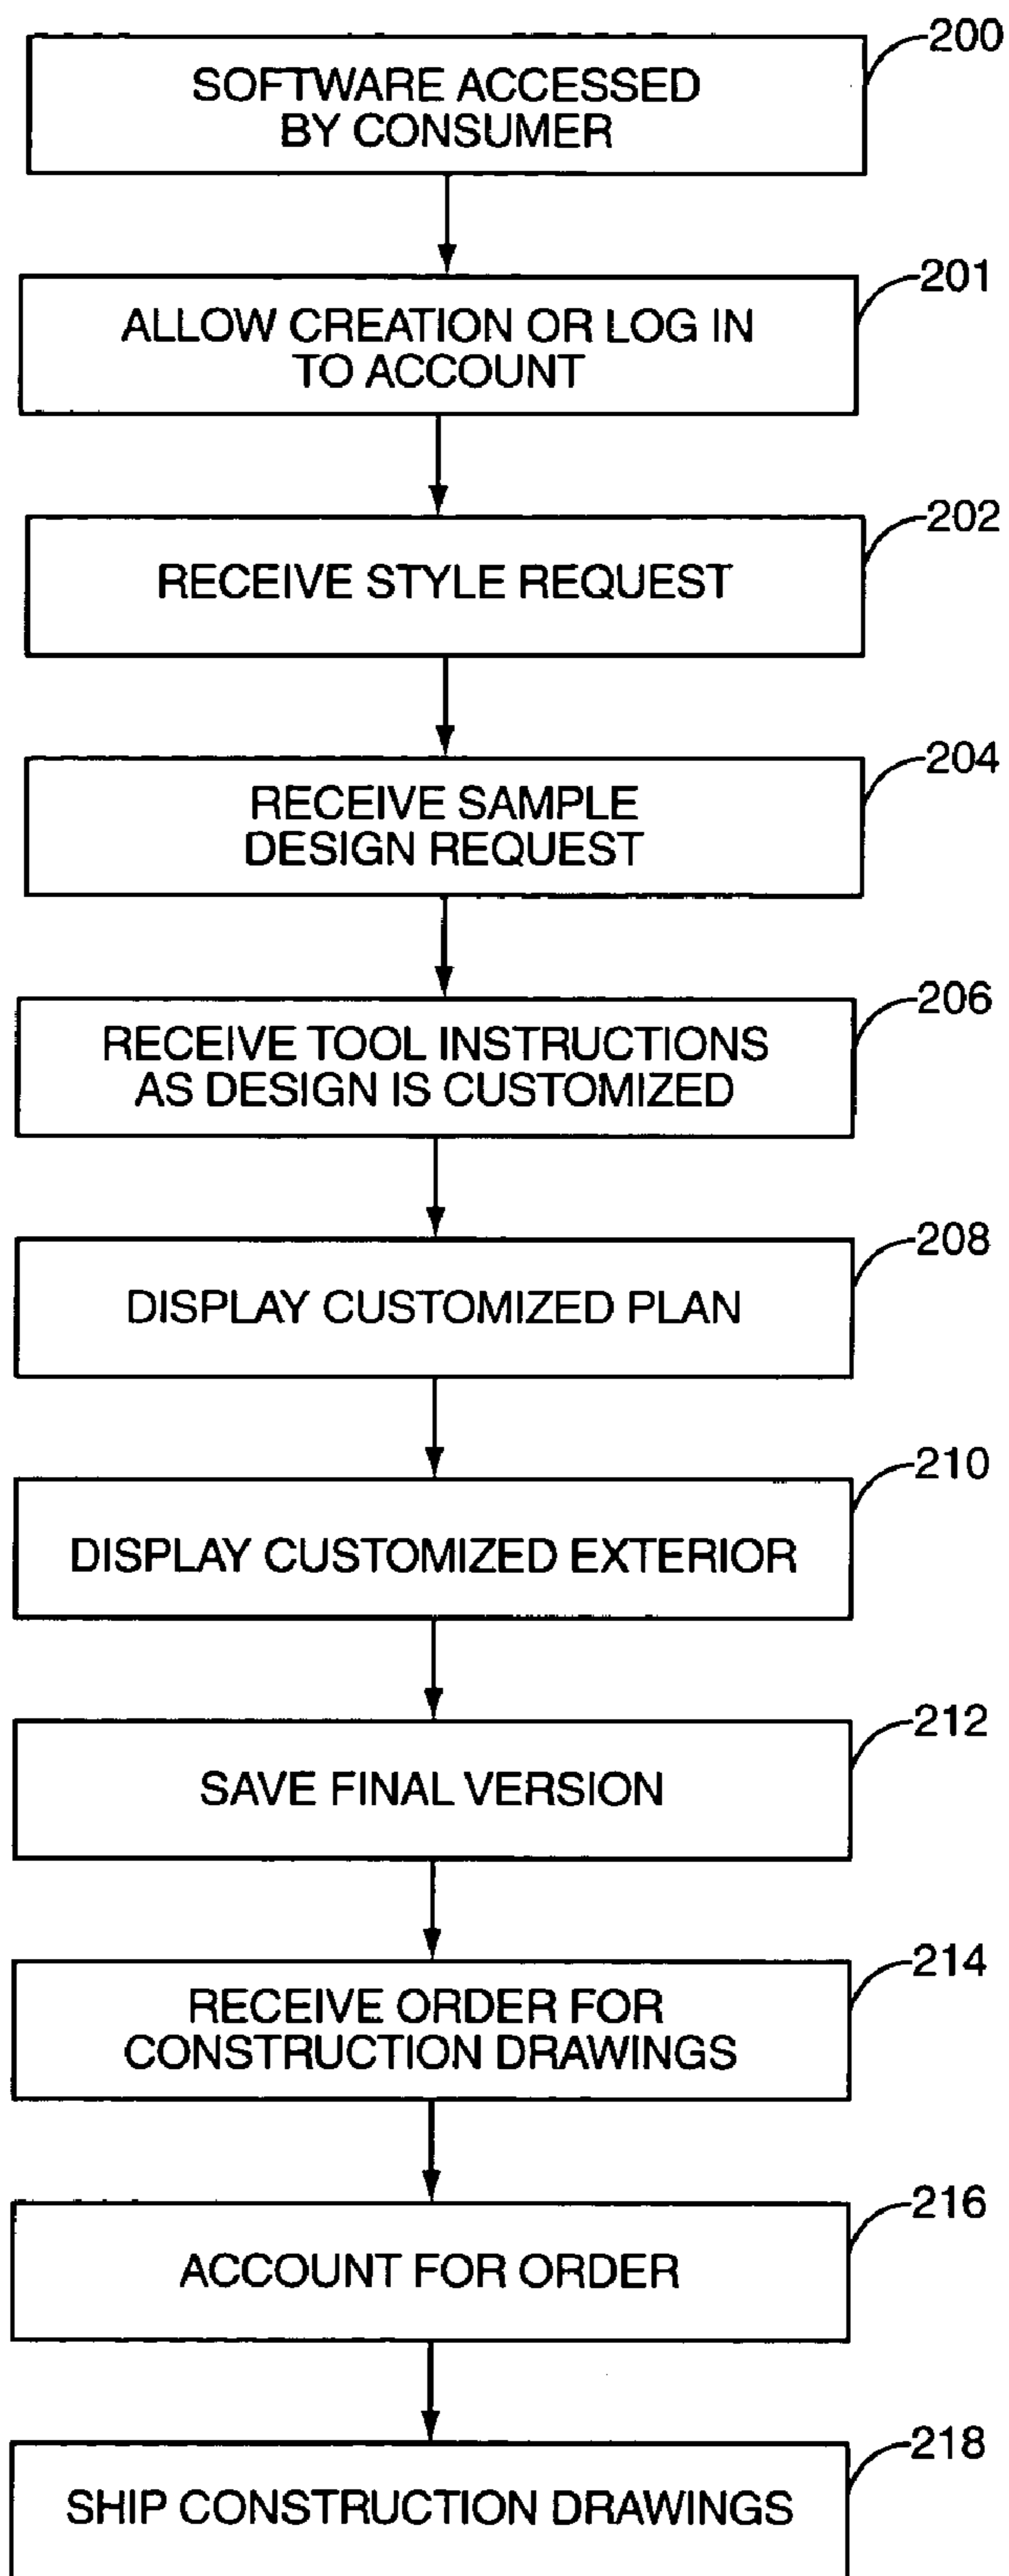 200
SOFTWARE ACCESSED
BY CONSUMER
201
ALLOW CREATION OR LOG IN
TO ACCOUNT
202
RECEIVE STYLE REQUEST
204
RECEIVE SAMPLE
DESIGN REQUEST
206
RECEIVE TOOL INSTRUCTIONS
AS DESIGN IS CUSTOMIZED
208
DISPLAY CUSTOMIZED PLAN
210
DISPLAY CUSTOMIZED EXTERIOR
212
SAVE FINAL VERSION
214
RECEIVE ORDER FOR
CONSTRUCTION DRAWINGS
216
ACCOUNT FOR ORDER
218
SHIP CONSTRUCTION DRAWINGS